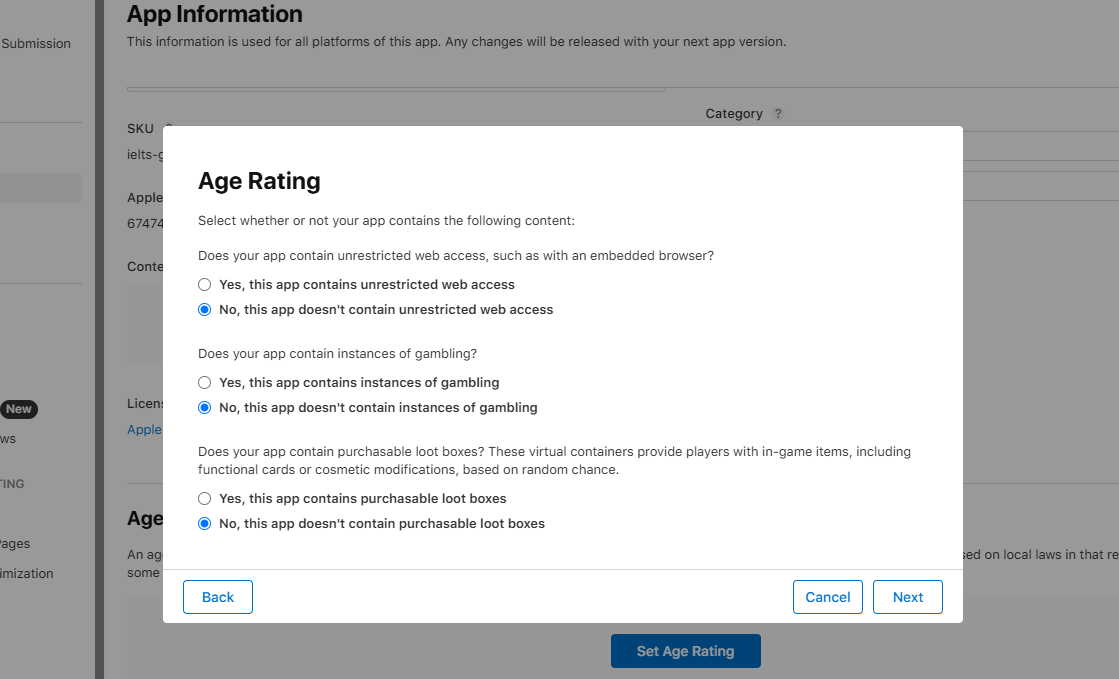 App Information
Submission
This information is used for all platforms of this app. Any changes will be released with your next app version.
Category ?
SKU
ielts-g
Apple
67474
Conte
Age Rating
Select whether or not your app contains the following content:
Does your app contain unrestricted web access, such as with an embedded browser?
Yes, this app contains unrestricted web access
No, this app doesn't contain unrestricted web access
Does your app contain instances of gambling?
Yes, this app contains instances of gambling
No, this app doesn't contain instances of gambling
Does your app contain purchasable loot boxes? These virtual containers provide players with in-game items, including
functional cards or cosmetic modifications, based on random chance.
Yes, this app contains purchasable loot boxes
No, this app doesn't contain purchasable loot boxes
Back
Cancel
Next
Licens
Apple
New
ws
TING
Pages
imization
Age
An ag
sed on local laws in that re
some
Set Age Rating